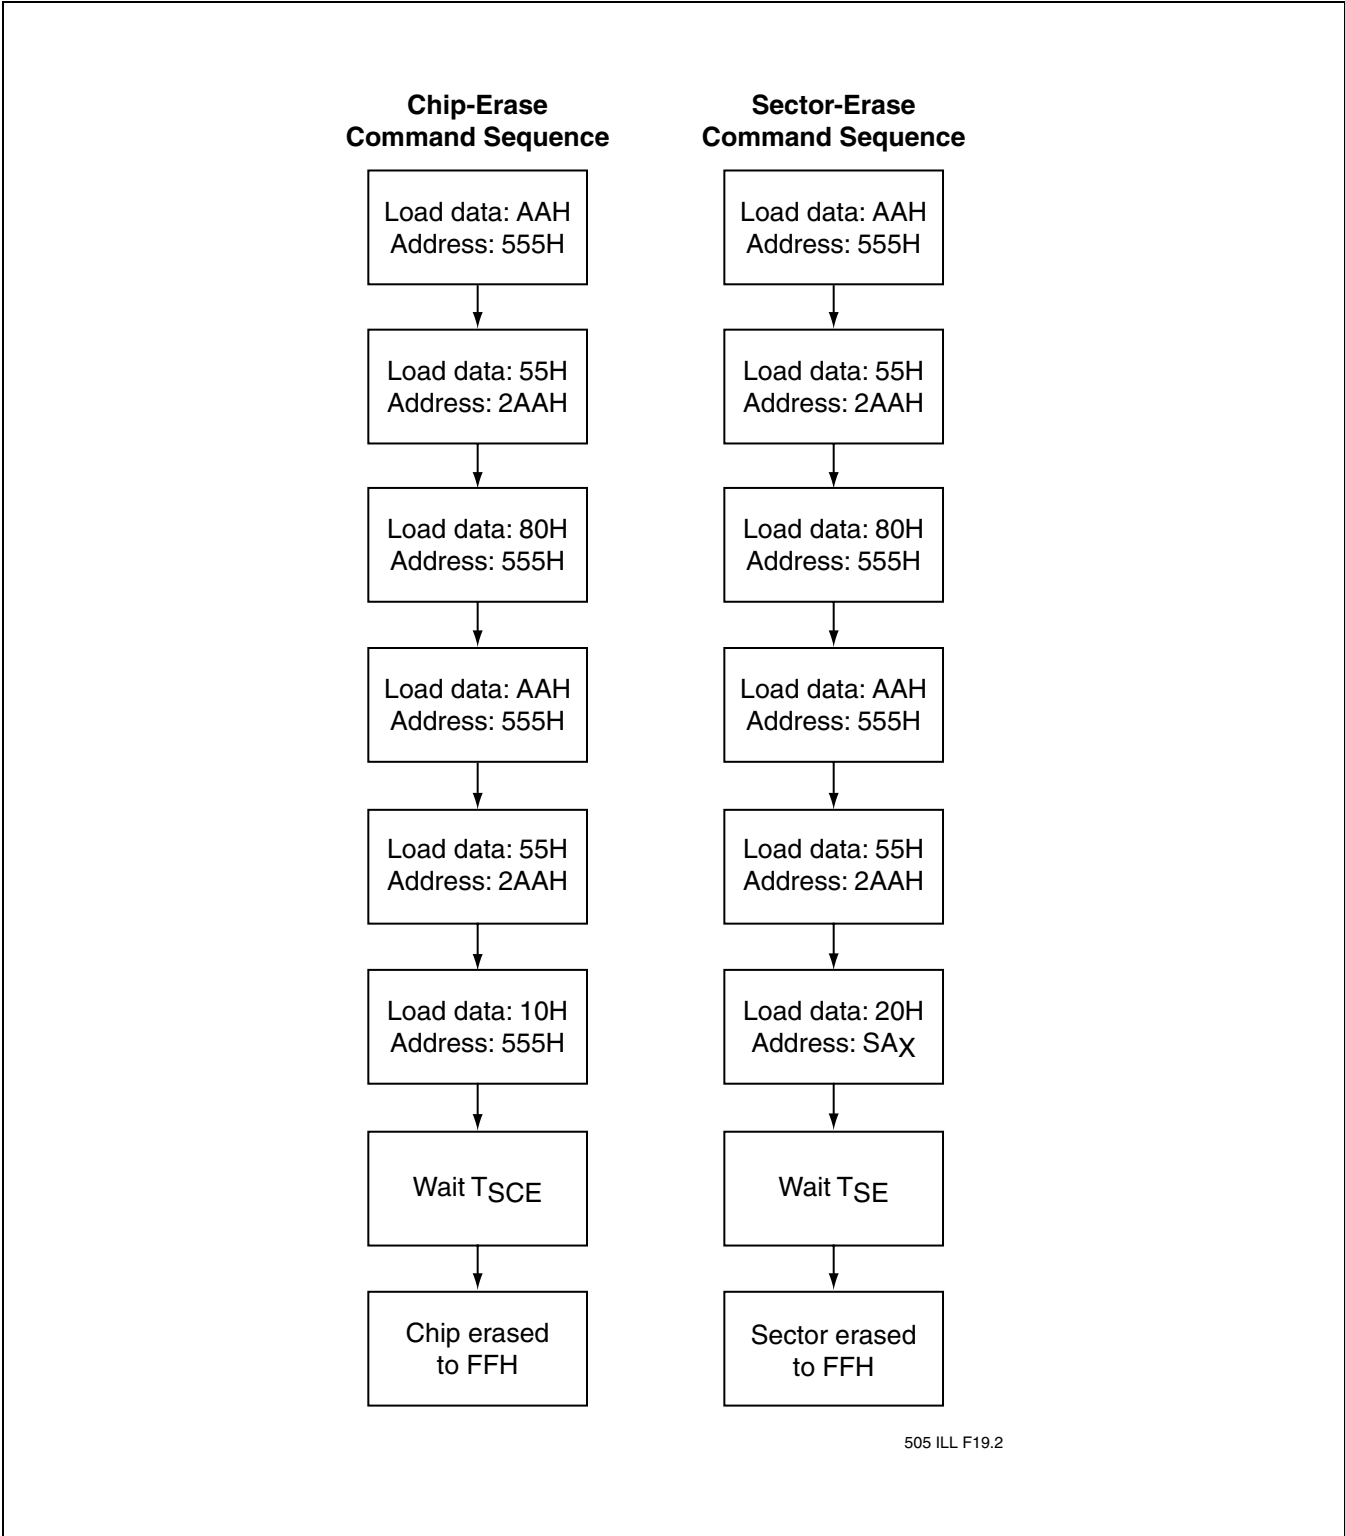 Chip-Erase
Command Sequence
Load data: AAH
Address: 555H
Load data: 55H
Address: 2AAH
Load data: 80H
Address: 555H
Load data: AAH
Address: 555H
Load data: 55H
Address: 2AAH
Load data: 10H
Address: 555H
Wait TSCE
Chip erased
to FFH
Sector-Erase
Command Sequence
Load data: AAH
Address: 555H
Load data: 55H
Address: 2AAH
Load data: 80H
Address: 555H
Load data: AAH
Address: 555H
Load data: 55H
Address: 2AAH
Load data: 20H
Address: SAX
Wait TSE
Sector erased
to FFH
505 ILL F19.2